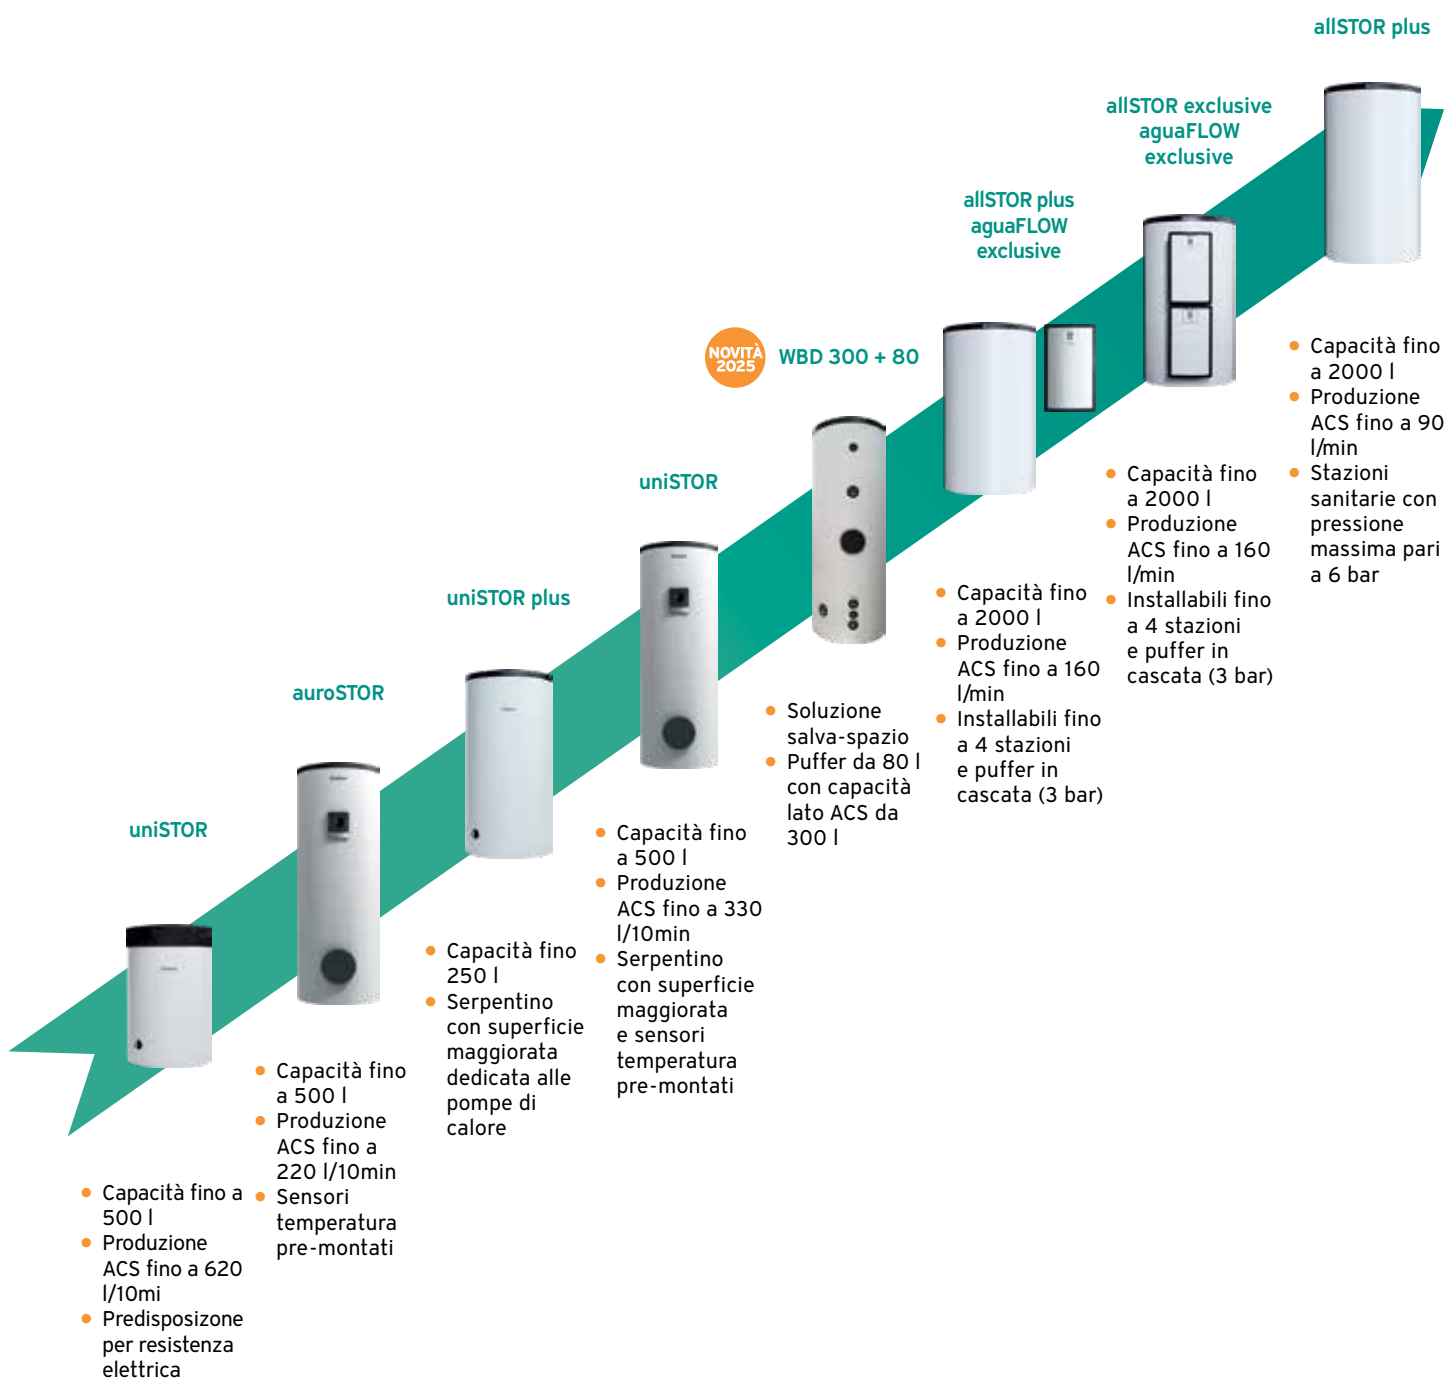 allSTOR plus
allSTOR exclusive
aguaFLOW
exclusive
allSTOR plus
aguaFLOW
exclusive
NOVITÀ
2025
WBD 300 + 80
uniSTOR
uniSTOR plus
auroSTOR
uniSTOR
• Capacità fino a
500 l
• Produzione
ACS fino a 620
l/10mi
• Predisposizone
per resistenza
elettrica
• Capacità fino
a 500 l
• Produzione
ACS fino a
220 l/10min
• Sensori
temperatura
pre-montati
• Capacità fino
250 l
• Serpentino
con superficie
maggiorata
dedicata alle
pompe di
calore
• Capacità fino
a 500 l
• Produzione
ACS fino a 330
l/10min
• Serpentino
con superficie
maggiorata
e sensori
temperatura
pre-montati
• Soluzione
salva-spazio
• Puffer da 80 l
con capacità
lato ACS da
300 l
• Capacità fino
a 2000 l
• Produzione
ACS fino a 160
l/min
• Installabili fino
a 4 stazioni
e puffer in
cascata (3 bar)
• Capacità fino
a 2000 l
• Produzione
ACS fino a 160
l/min
• Installabili fino
a 4 stazioni
e puffer in
cascata (3 bar)
• Capacità fino
a 2000 l
• Produzione
ACS fino a 90
l/min
• Stazioni
sanitarie con
pressione
massima pari
a 6 bar